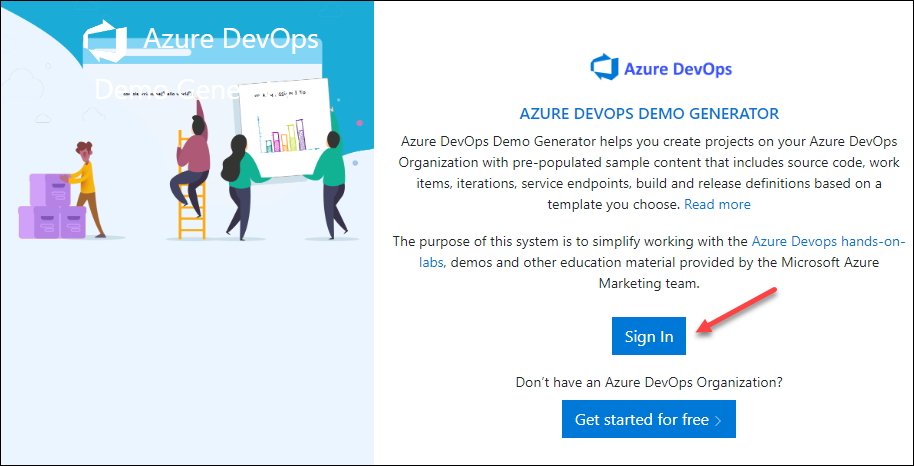 Azure DevOps
Demo Gene
Azure DevOps
AZURE DEVOPS DEMO GENERATOR
Azure DevOps Demo Generator helps you create projects on your Azure DevOps
Organization with pre-populated sample content that includes source code, work
items, iterations, service endpoints, build and release definitions based on a
template you choose. Read more
The purpose of this system is to simplify working with the Azure Devops hands-on-
labs, demos and other education material provided by the Microsoft Azure
Marketing team.
Sign In
Don’t have an Azure DevOps Organization?
Get started for free >